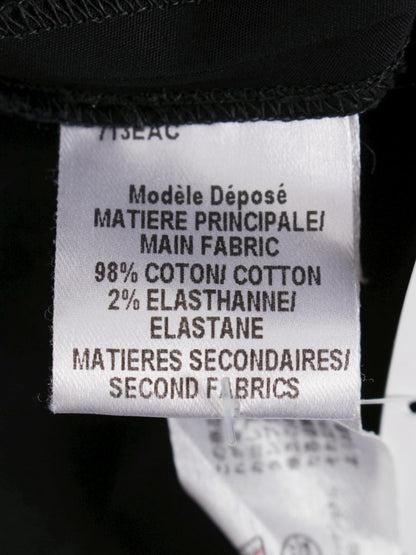 713EAC
Modèle Déposé
MATIERE PRINCIPALE/
MAIN FABRIC
98% COTON/ COTTON
2% ELASTHANNE/
ELASTANE
MATIERES SECONDAIRES/
SECOND FABRICS